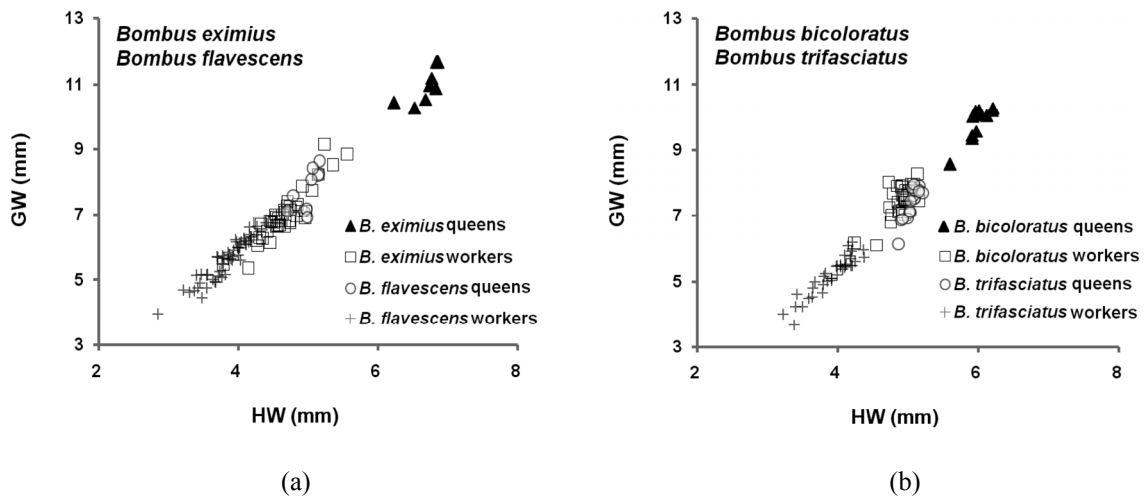 Bombus eximius
Bombus flavescens
13
11
9
7
5
3
GW (mm)
B. eximius queens
B. eximius workers
B. flavescens queens
B. flavescens workers
2
4
6
8
HW (mm)
(a)
Bombus bicoloratus
Bombus trifasciatus
13
11
9
7
5
3
GW (mm)
B. bicoloratus queens
B. bicoloratus workers
B. trifasciatus queens
B. trifasciatus workers
2
4
6
8
HW (mm)
(b)